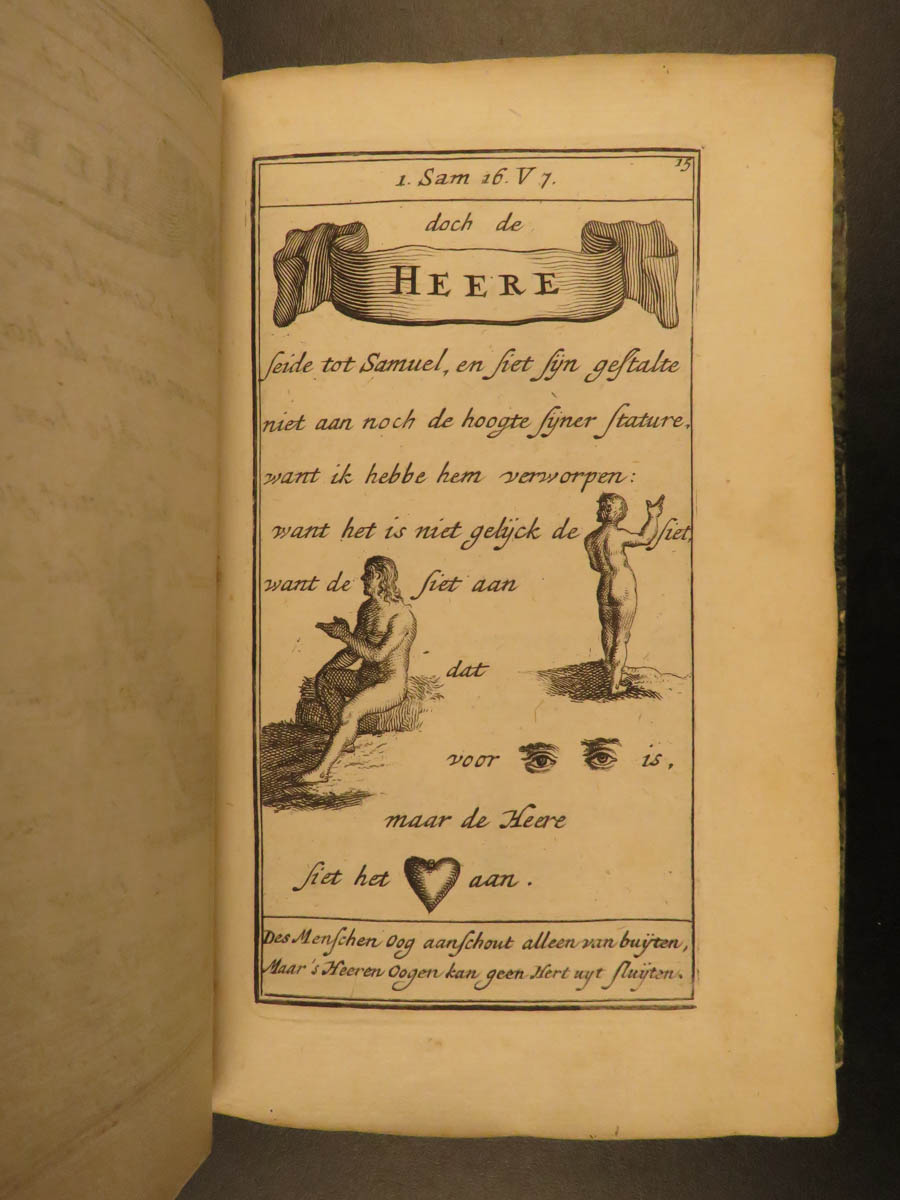 15
1. Sam 16. V 7.
doch de
HEERE
ſeide tot Samuel, en ſiet ſijn geſtalte
niet aan noch de hoogte ſijner ſtature,
want ik hebbe hem verworpen:
want het is niet gelijck de ſiet,
want de ſiet aan
dat
voor is,
maar de Heere
ſiet het aan.
Des Menſchen Oog aanſchout alleen van buÿten,
Maar 's Heeren Oogen kan geen Hert uÿt ſluÿten.